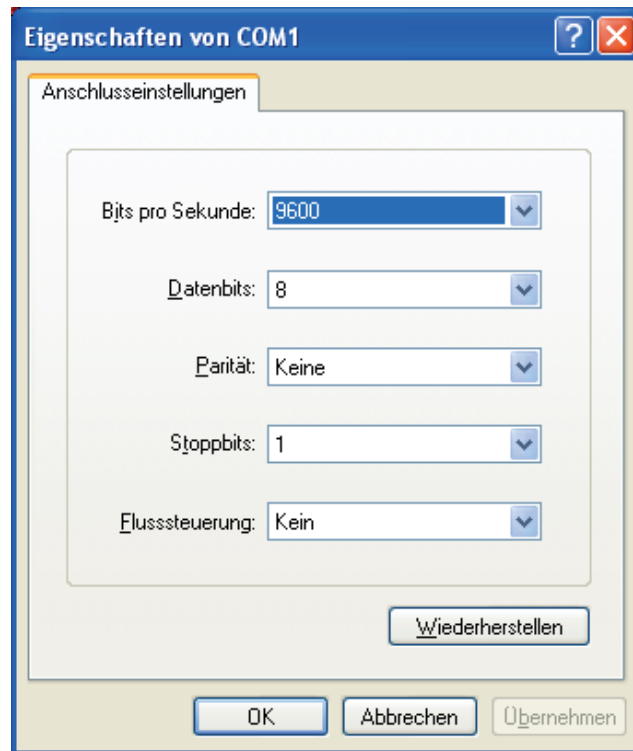 Eigenschaften von COM1
Anschlusseinstellungen
Bits pro Sekunde: 9600
Datenbits: 8
Parität: Keine
Stoppbits: 1
Flusssteuerung: Kein
Wiederherstellen
OK Abbrechen Übernehmen